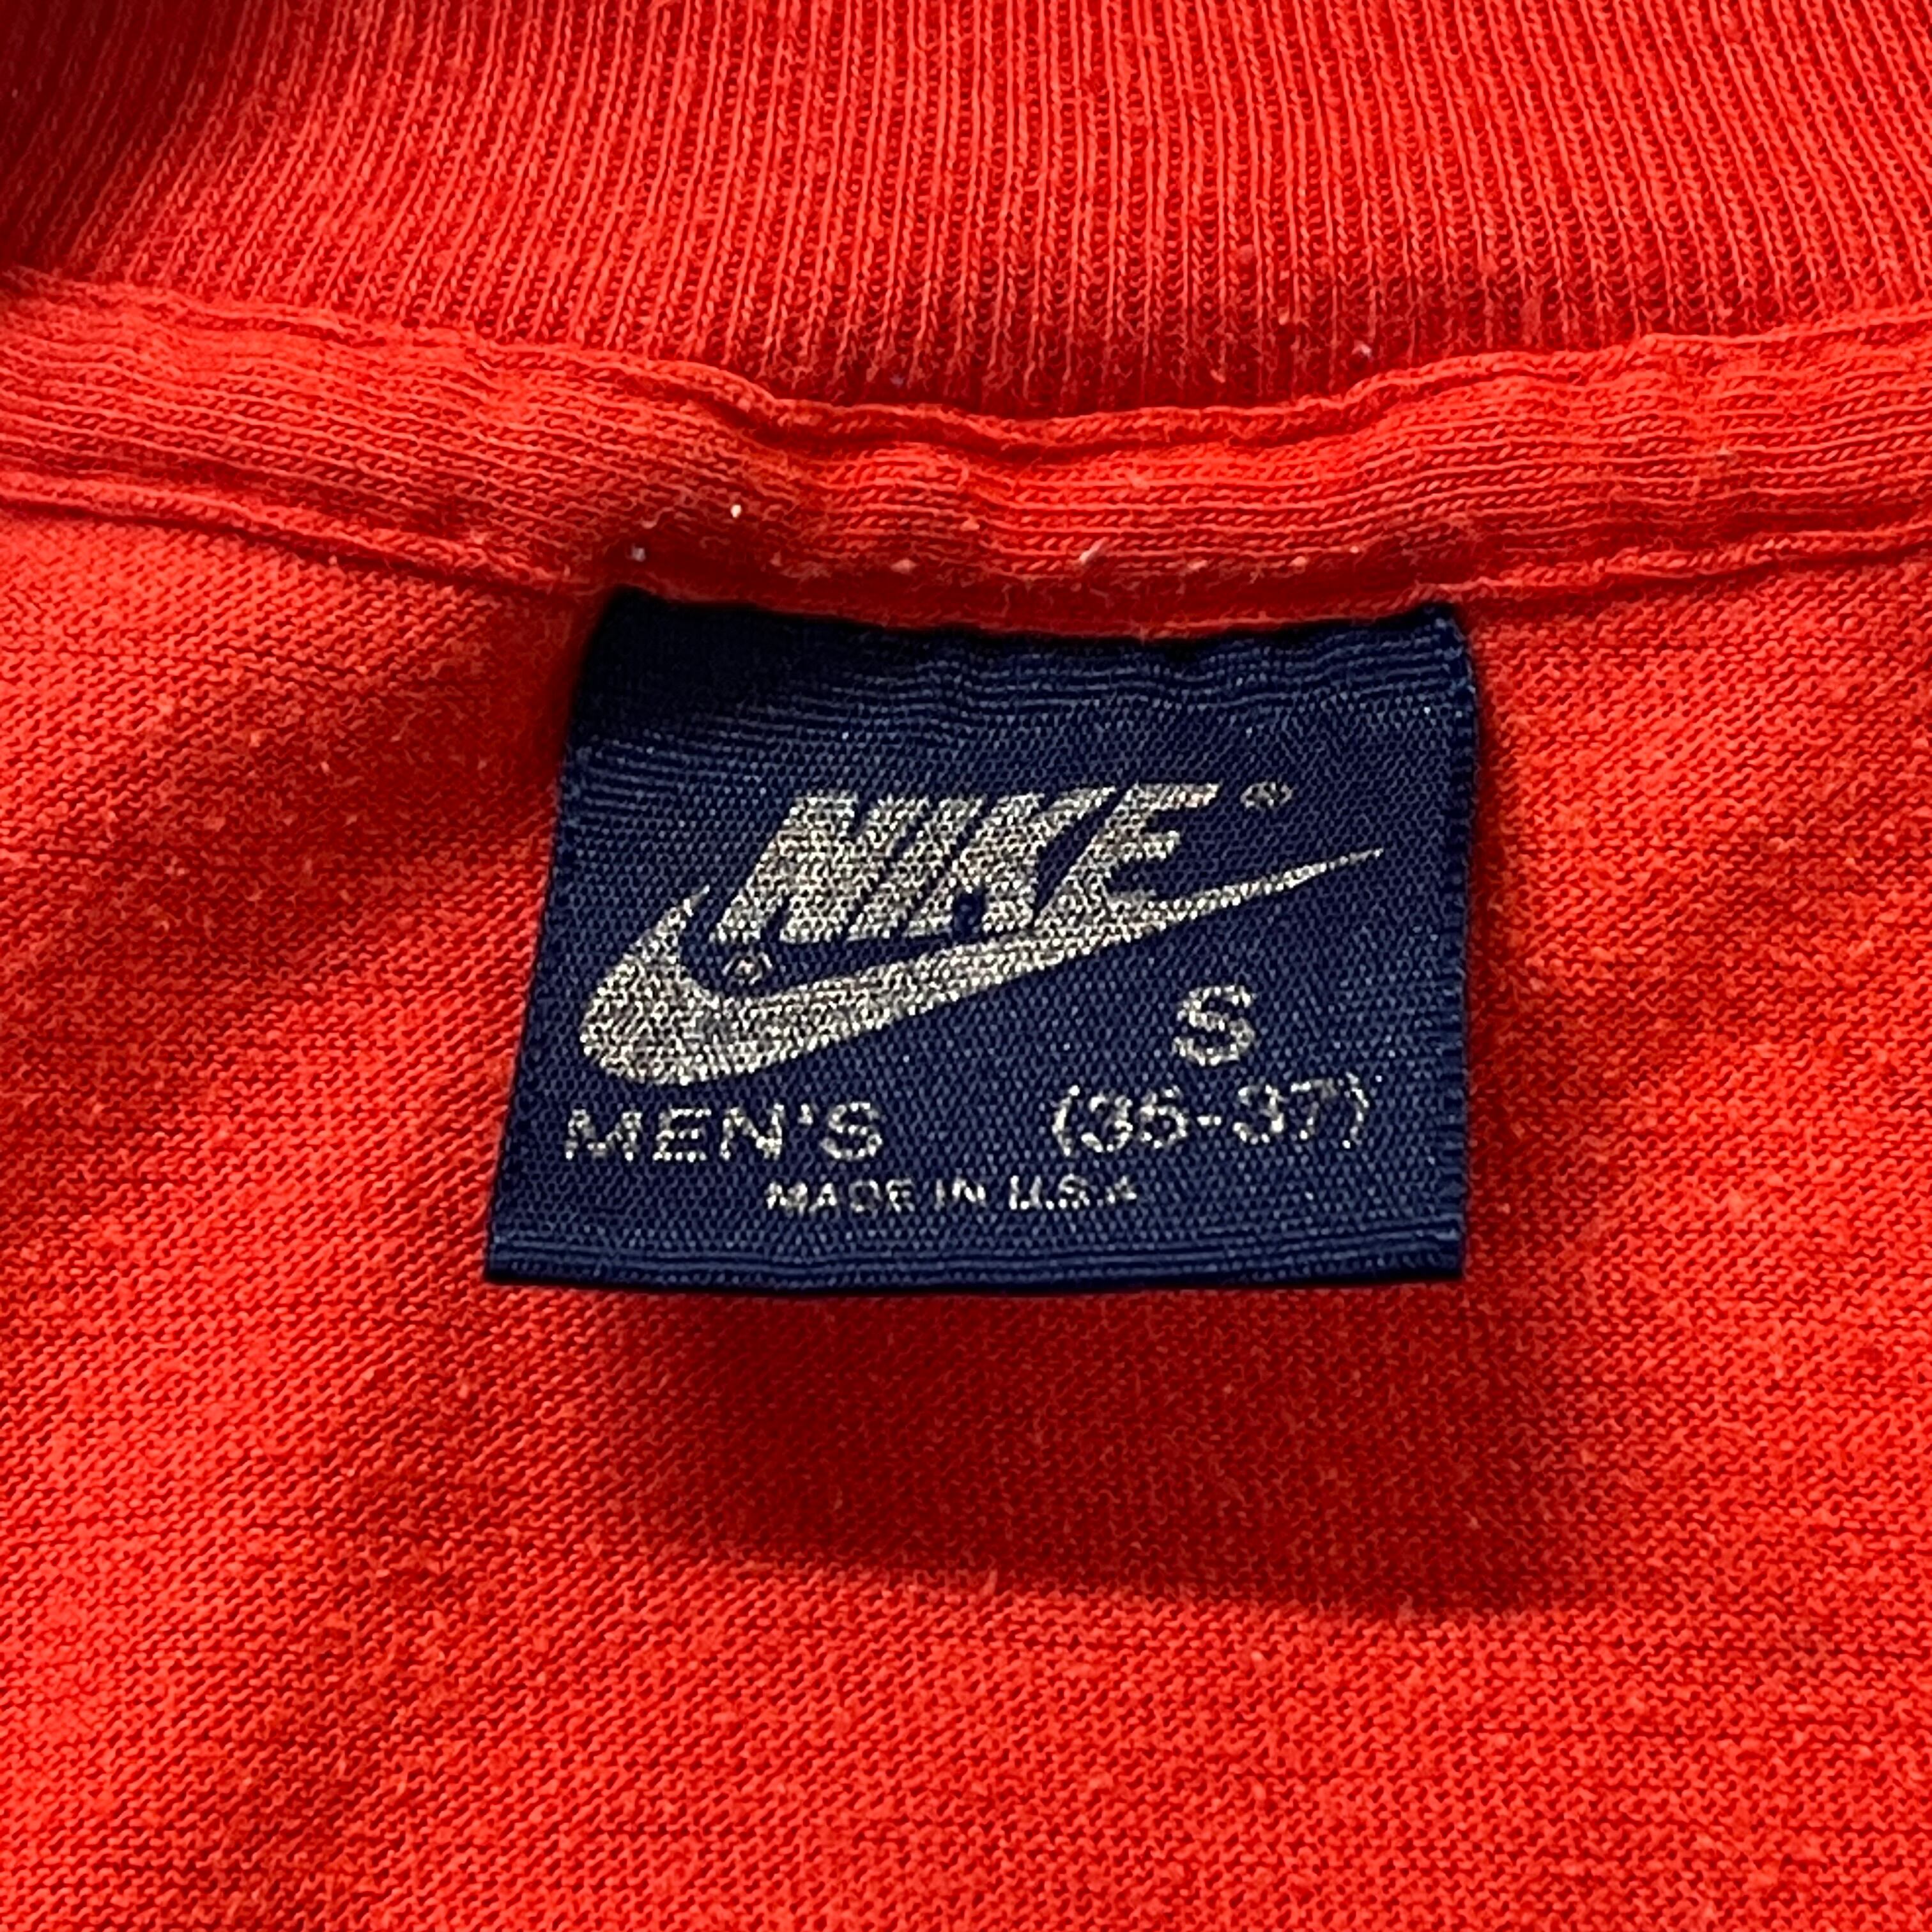 NIKE ®
®
S
MEN'S (35-37)
MADE IN U.S.A